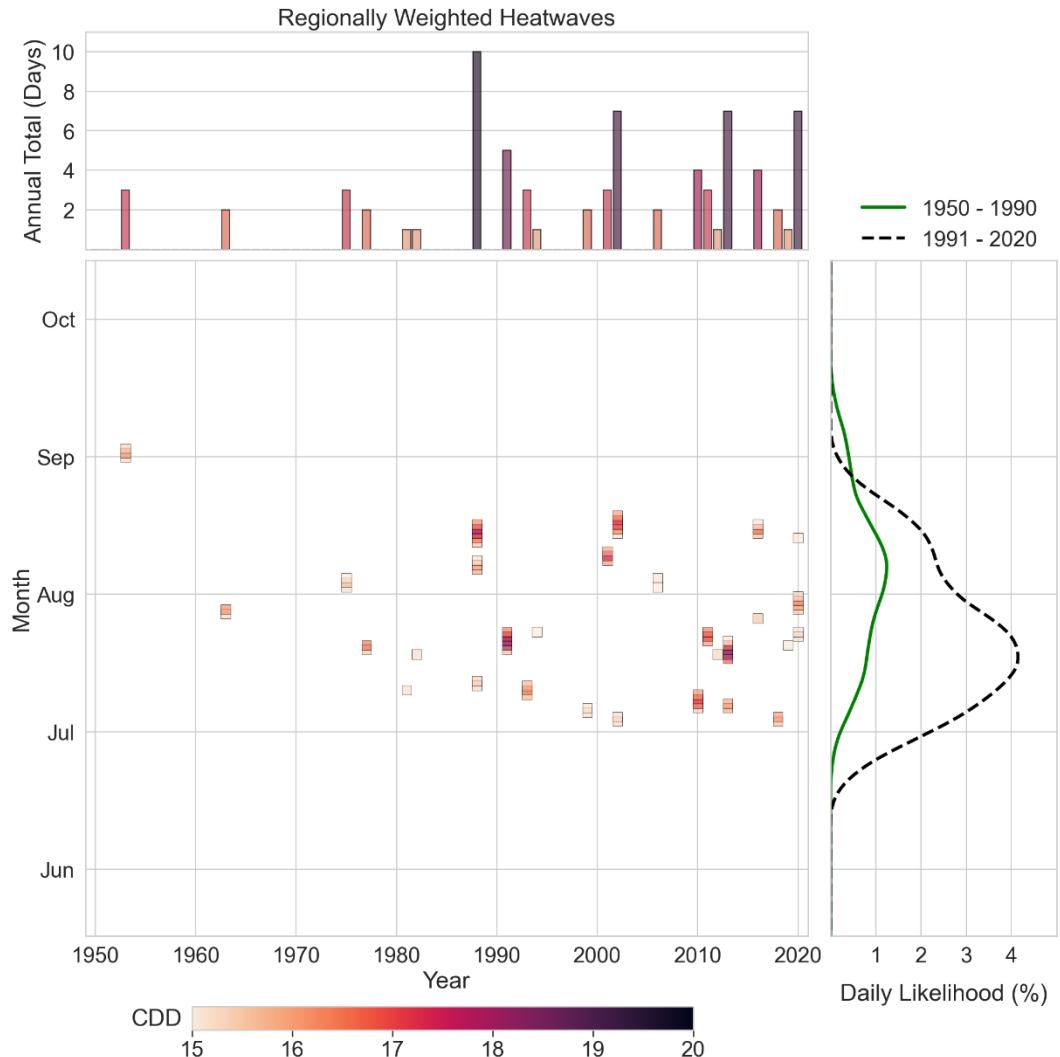 Regionally Weighted Heatwaves
Annual Total (Days)
10
8
6
4
2
1950 - 1990
1991 - 2020
Month
Oct
Sep
Aug
Jul
Jun
1950 1960 1970 1980 1990 2000 2010 2020
Year
1 2 3 4
Daily Likelihood (%)
CDD
15 16 17 18 19 20